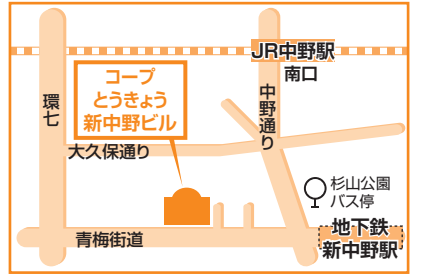 JR中野駅
南口
コープ
とうきょう
新中野ビル
環七
中野通り
大久保通り
杉山公園
バス停
青梅街道
地下鉄
新中野駅